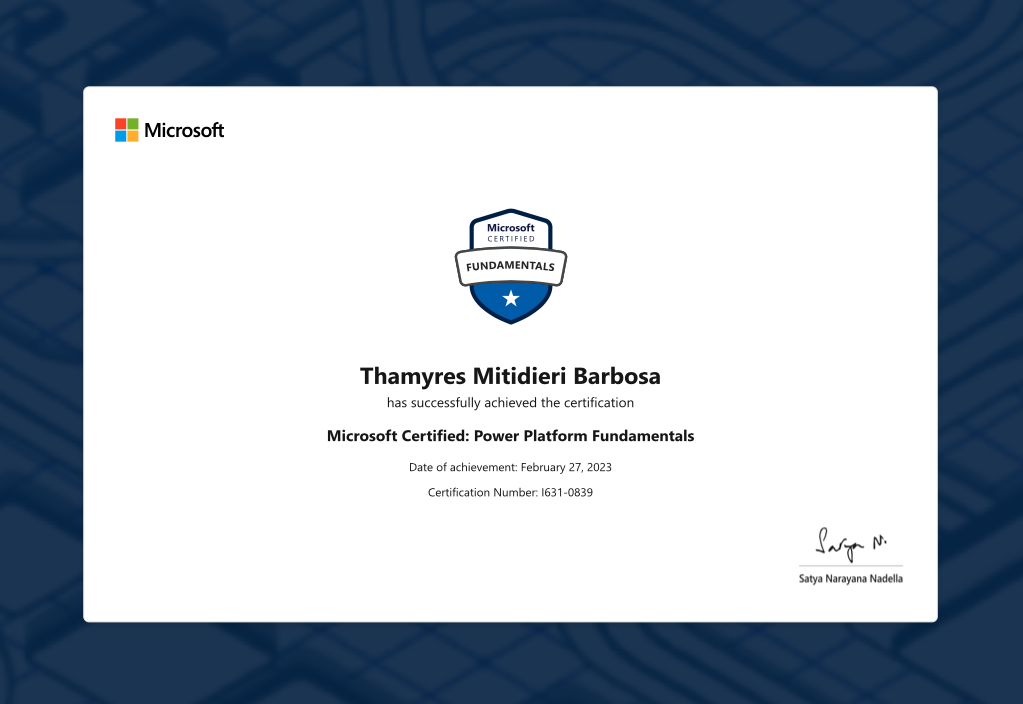 Microsoft
Microsoft
CERTIFIED
FUNDAMENTALS
Thamyres Mitidieri Barbosa
has successfully achieved the certification
Microsoft Certified: Power Platform Fundamentals
Date of achievement: February 27, 2023
Certification Number: I631-0839
Satya N.
Satya Narayana Nadella